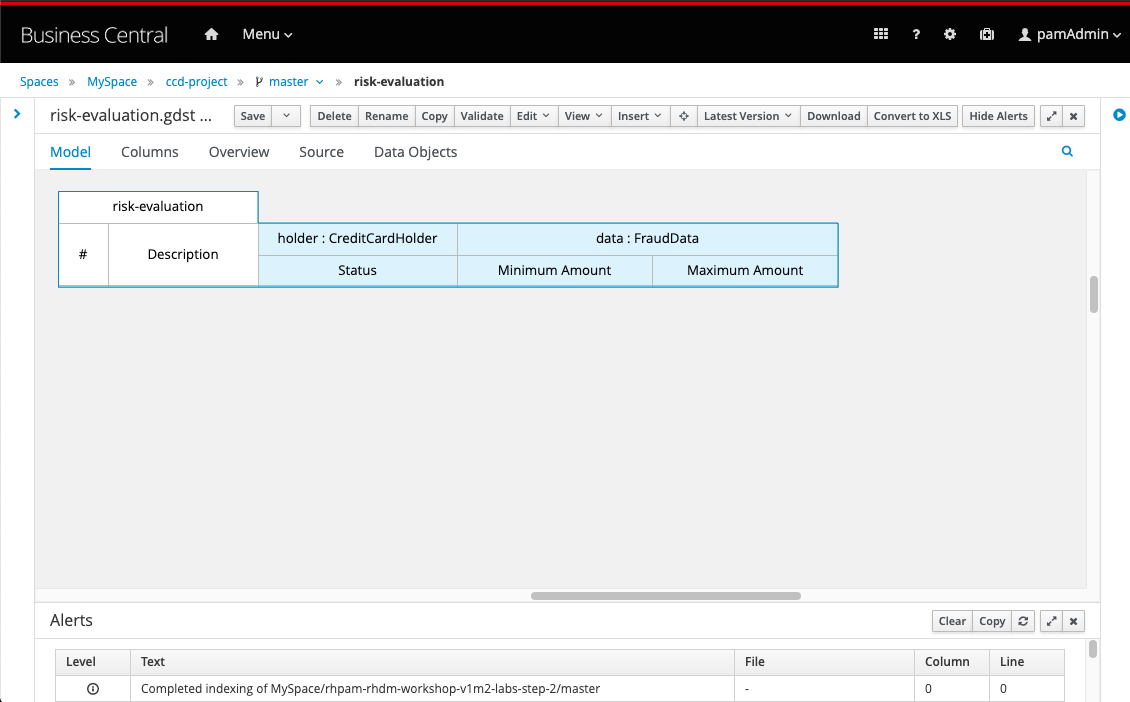 Business Central Menu ? pamAdmin
Spaces » MySpace » ccd-project » master » risk-evaluation
risk-evaluation.gdst ... Save Delete Rename Copy Validate Edit View Insert Latest Version Download Convert to XLS Hide Alerts
Model Columns Overview Source Data Objects
risk-evaluation
holder : CreditCardHolder data : FraudData
# Description
Status Minimum Amount Maximum Amount
Alerts Clear Copy
Level Text File Column Line
Completed indexing of MySpace/rhpam-rhdm-workshop-v1m2-labs-step-2/master - 0 0